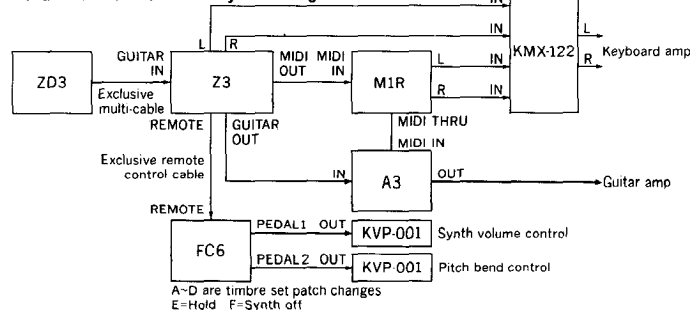 IN
L R
IN
L
KMX-122
Keyboard amp
R
GUITAR IN
MIDI OUT
MIDI IN
L IN
R IN
ZD3
Z3
M1R
Exclusive multi-cable
REMOTE
GUITAR OUT
MIDI THRU
MIDI IN
Exclusive remote control cable
IN
A3
OUT
Guitar amp
REMOTE
FC6
PEDAL1 OUT
KVP-001
Synth volume control
PEDAL2 OUT
KVP-001
Pitch bend control
A~D are timbre set patch changes
E=Hold F=Synth off